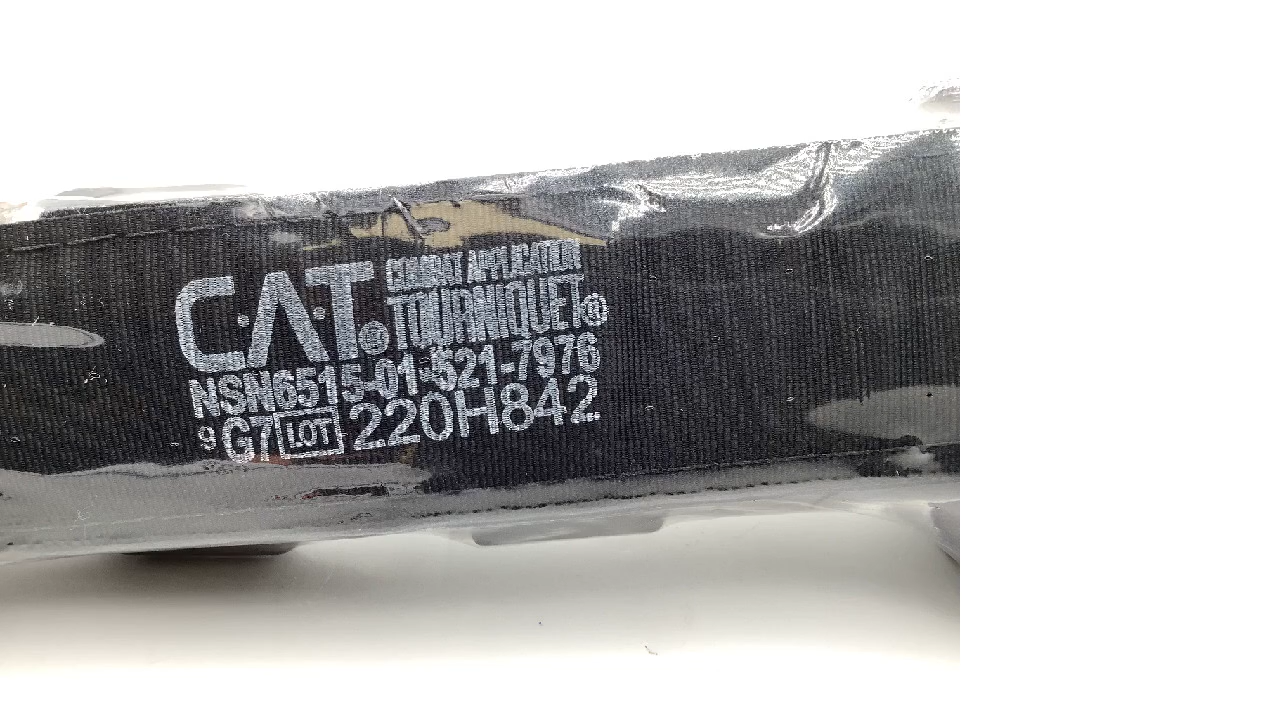 C·A·T®
COMBAT APPLICATION
TOURNIQUET®
NSN6515-01-521-7976
9 G7 LOT 220H842